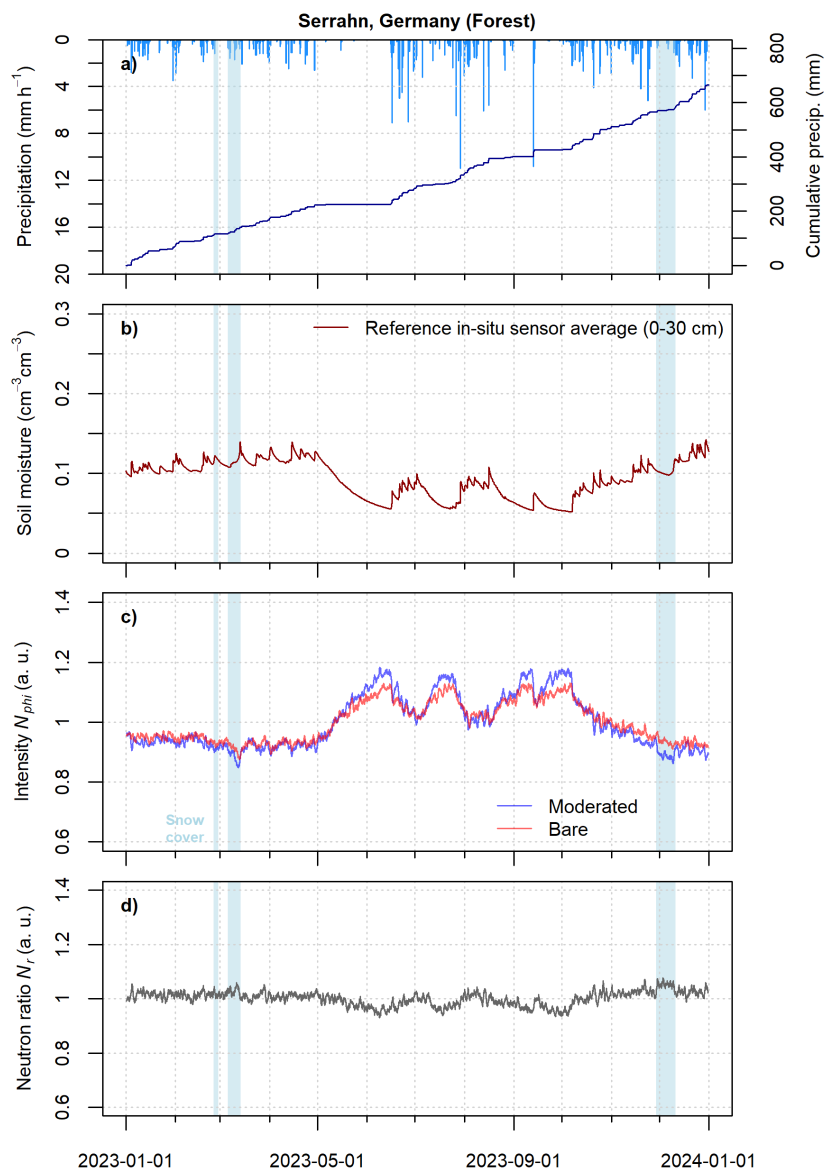 Serrahn, Germany (Forest)
a)
0
4
8
12
16
20
Precipitation (mm h⁻¹)
800
600
400
200
0
Cumulative precip. (mm)
b)
Reference in-situ sensor average (0-30 cm)
0.3
0.2
0.1
0
Soil moisture (cm⁻³cm⁻³)
c)
1.4
1.2
1
0.8
0.6
Intensity Nphi (a. u.)
Moderated
Bare
Snow
cover
d)
1.4
1.2
1
0.8
0.6
Neutron ratio Nr (a. u.)
2023-01-01 2023-05-01 2023-09-01 2024-01-01